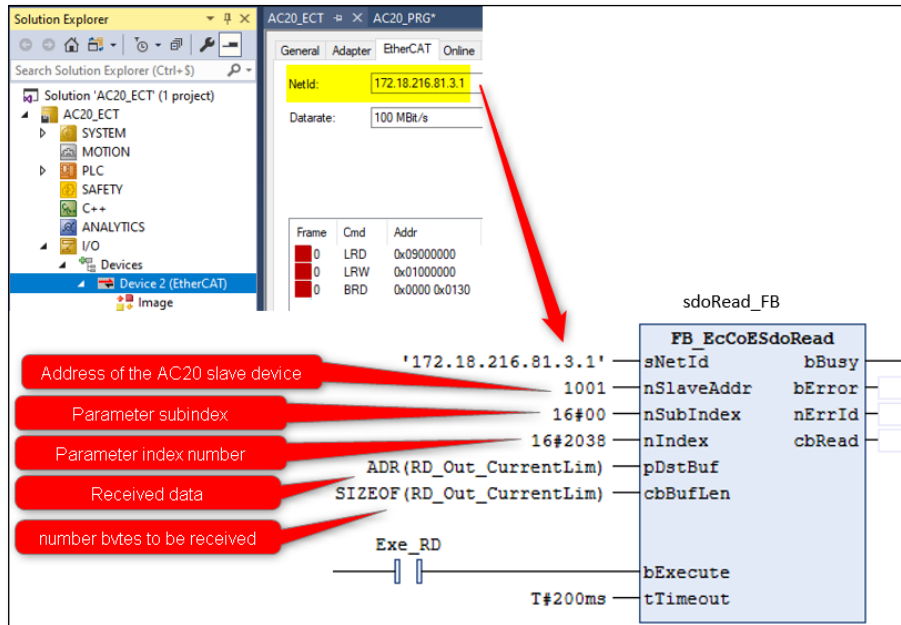 Solution Explorer
Search Solution Explorer (Ctrl+$)
Solution 'AC20_ECT' (1 project)
AC20_ECT
SYSTEM
MOTION
PLC
SAFETY
C++
ANALYTICS
I/O
Devices
Device 2 (EtherCAT)
Image
AC20_ECT AC20_PRG*
General Adapter EtherCAT Online
NetId: 172.18.216.81.3.1
Datarate: 100 MBit/s
Frame Cmd Addr
0 LRD 0x09000000
0 LRW 0x01000000
0 BRD 0x0000 0x0130
sdoRead_FB
FB_EcCoESdoRead
'172.18.216.81.3.1' sNetId bBusy
Address of the AC20 slave device
1001 nSlaveAddr bError
Parameter subindex
16#00 nSubIndex nErrId
Parameter index number
16#2038 nIndex cbRead
Received data
ADR(RD_Out_CurrentLim) pDstBuf
number bytes to be received
SIZEOF(RD_Out_CurrentLim) cbBufLen
Exe_RD
bExecute
T#200ms tTimeout